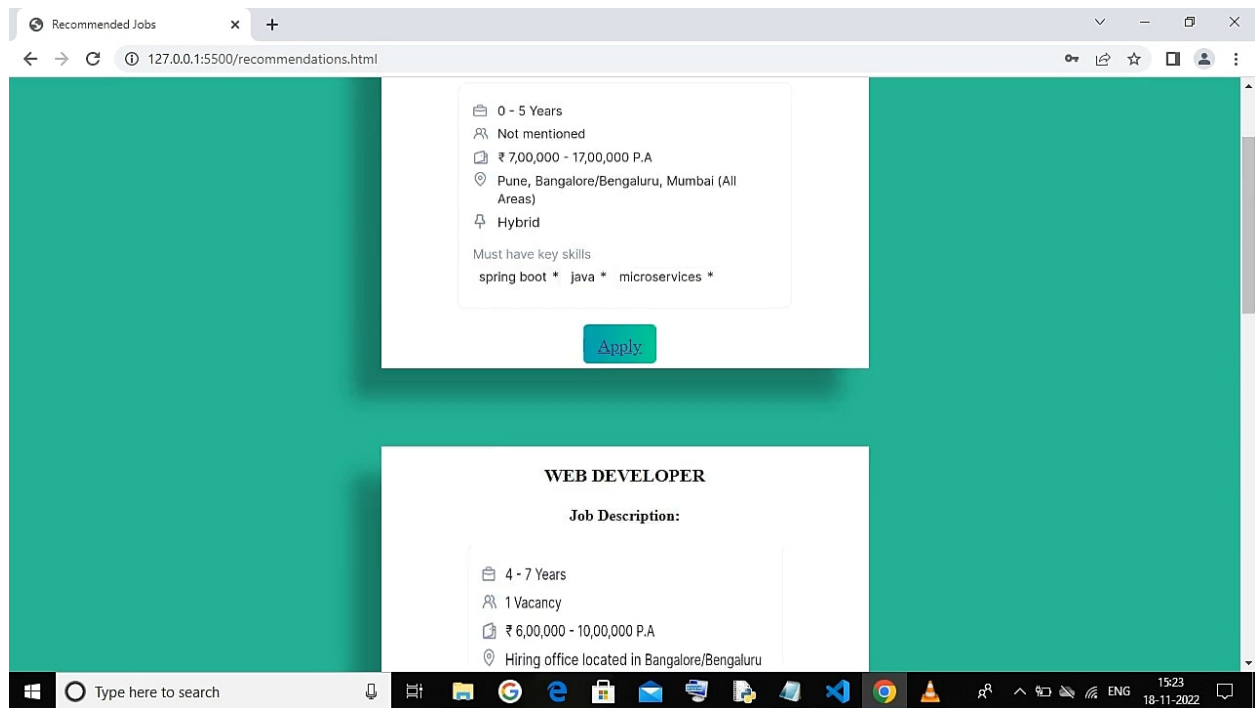 Recommended Jobs
127.0.0.1:5500/recommendations.html
0 - 5 Years
Not mentioned
₹ 7,00,000 - 17,00,000 P.A
Pune, Bangalore/Bengaluru, Mumbai (All
Areas)
Hybrid
Must have key skills
spring boot * java * microservices *
Apply
WEB DEVELOPER
Job Description:
4 - 7 Years
1 Vacancy
₹ 6,00,000 - 10,00,000 P.A
Hiring office located in Bangalore/Bengaluru
Type here to search
ENG
15:23
18-11-2022